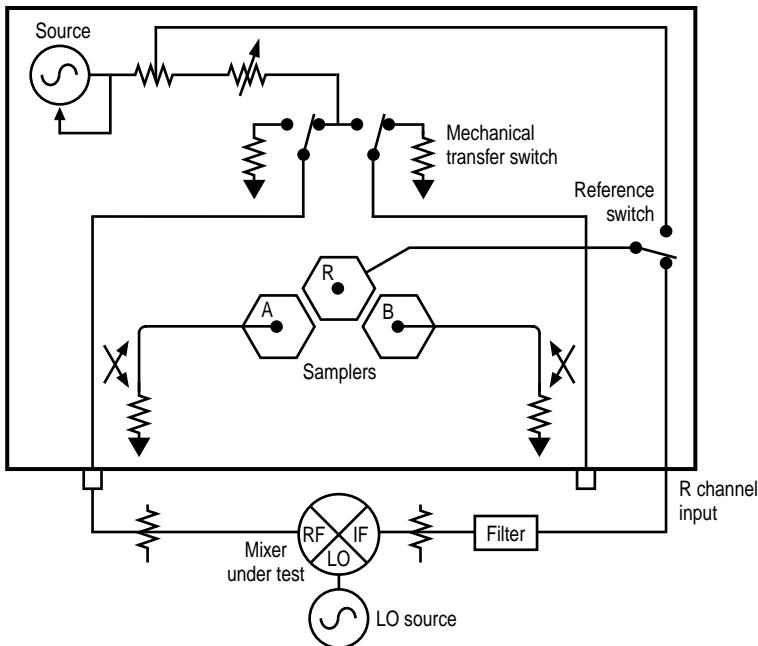 Source
Mechanical
transfer switch
Reference
switch
R
A
B
Samplers
R channel
input
RF
IF
LO
Filter
Mixer
under test
LO source